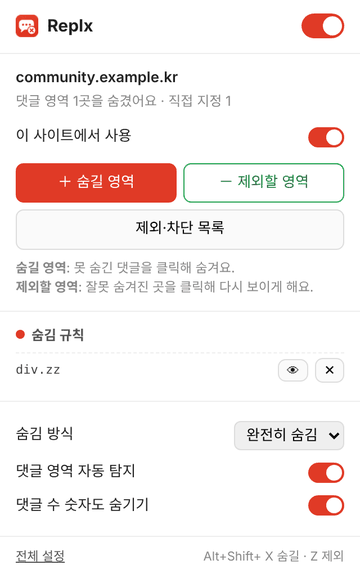 Replx
community.example.kr
댓글 영역 1곳을 숨겼어요 · 직접 지정 1
이 사이트에서 사용
+ 숨길 영역
− 제외할 영역
제외·차단 목록
숨길 영역: 못 숨긴 댓글을 클릭해 숨겨요.
제외할 영역: 잘못 숨겨진 곳을 클릭해 다시 보이게 해요.
숨김 규칙
div.zz
숨김 방식
완전히 숨김
댓글 영역 자동 탐지
댓글 수 숫자도 숨기기
전체 설정
Alt+Shift+ X 숨길 · Z 제외